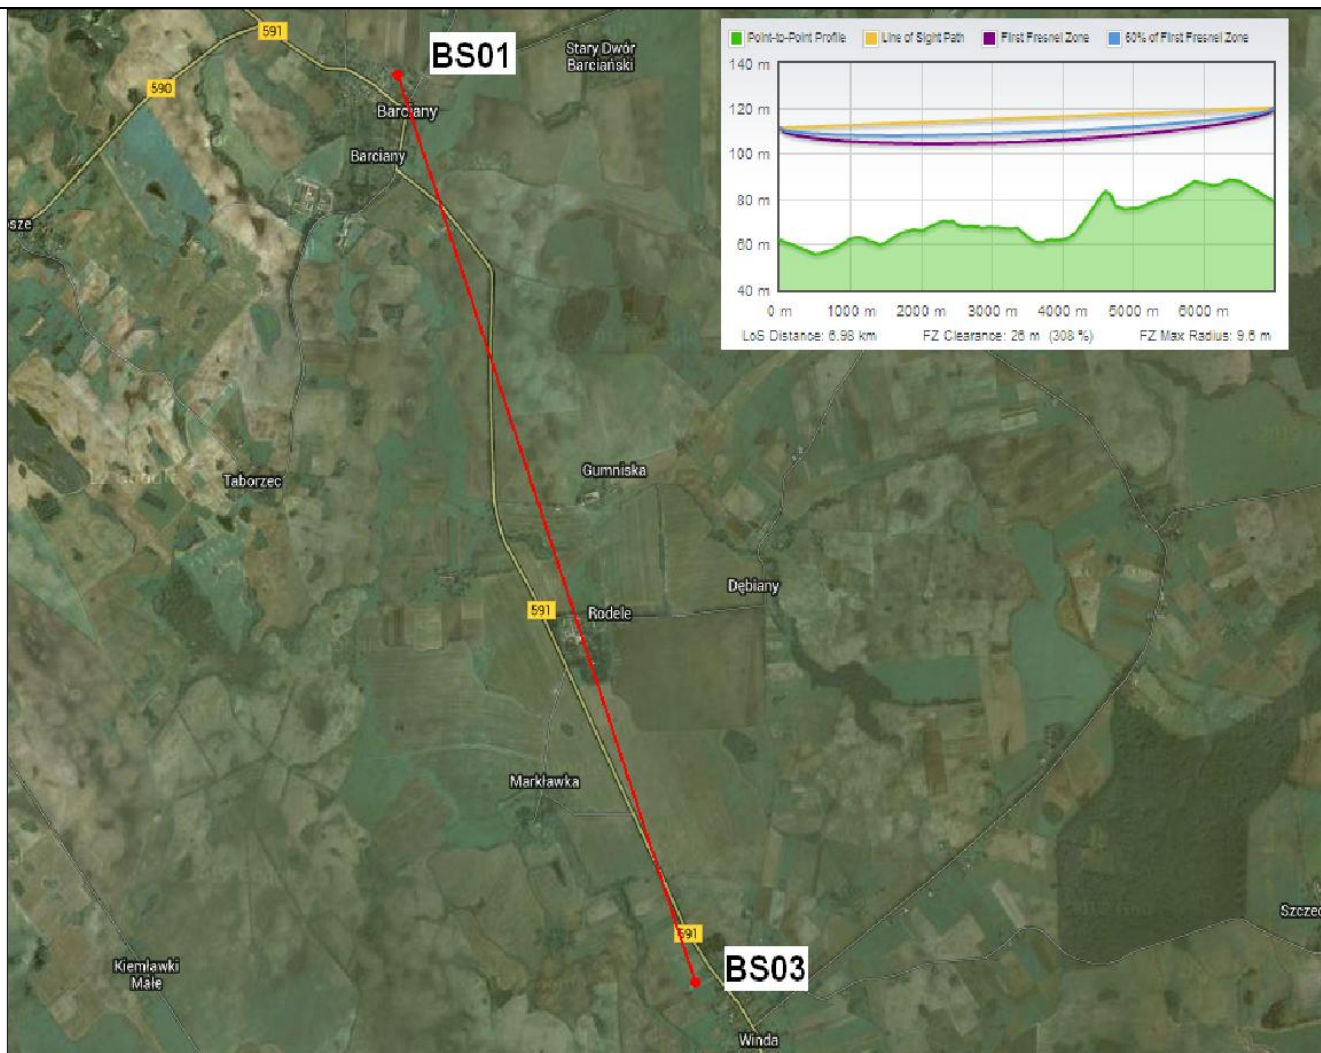 591
BS01
Stary Dwór
Barciański
590
Barciany
Barciany
Point-to-Point Profile
Line of Sight Path
First Fresnel Zone
60% of First Fresnel Zone
140 m
120 m
100 m
80 m
60 m
40 m
0 m 1000 m 2000 m 3000 m 4000 m 5000 m 6000 m
LoS Distance: 6.98 km FZ Clearance: 26 m (308 %) FZ Max Radius: 9.6 m
sze
Taborzec
Gumniska
Dębiany
591
Rodele
Markławka
591
Szczec
Kiemławki
Małe
BS03
Winda